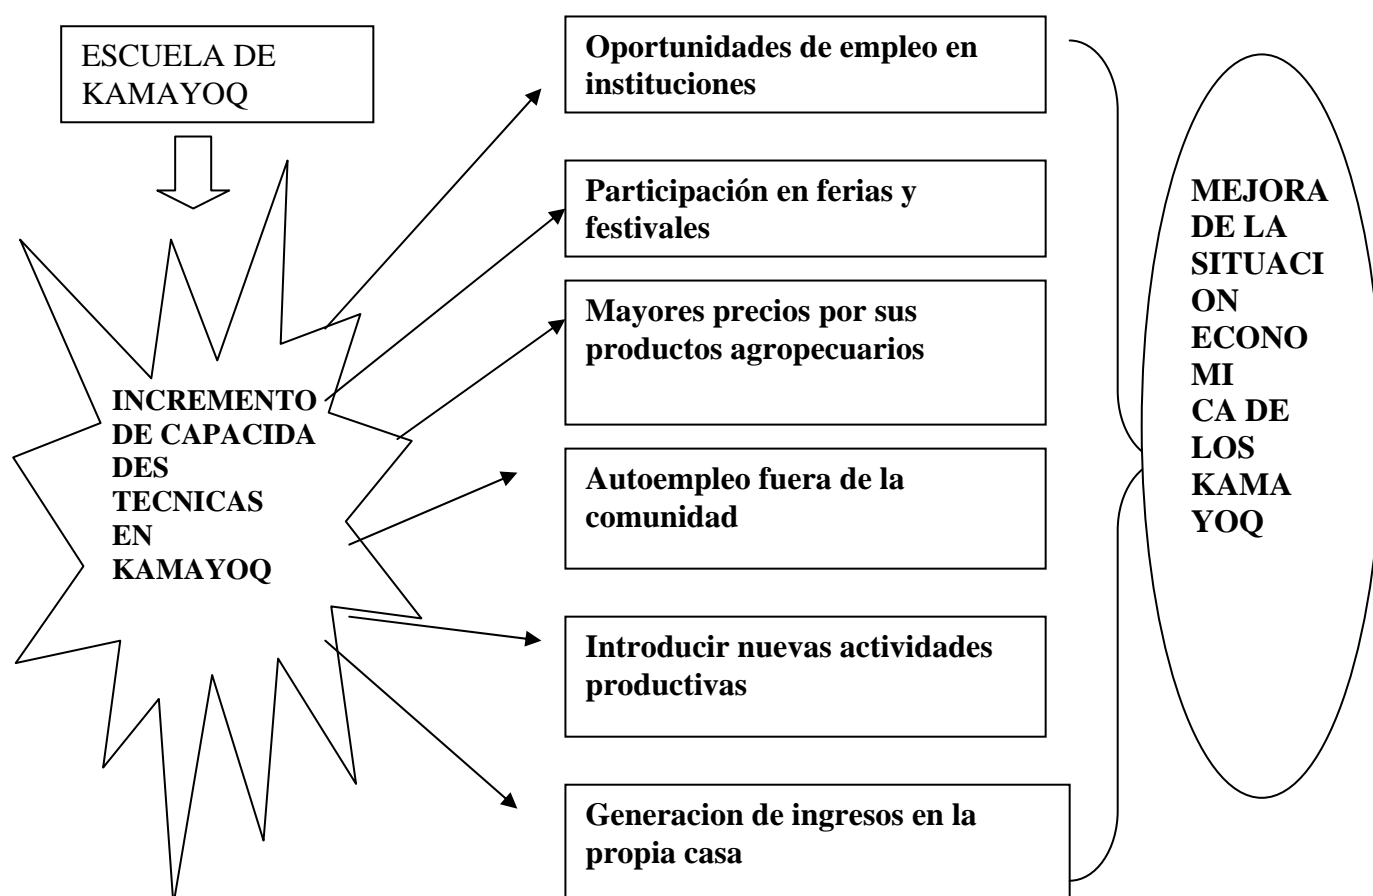 ESCUELA DE
KAMAYOQ
INCREMENTO
DE CAPACIDA
DES
TECNICAS
EN
KAMAYOQ
Oportunidades de empleo en
instituciones
Participación en ferias y
festivales
Mayores precios por sus
productos agropecuarios
Autoempleo fuera de la
comunidad
Introducir nuevas actividades
productivas
Generacion de ingresos en la
propia casa
MEJORA
DE LA
SITUACI
ON
ECONO
MI
CA DE
LOS
KAMA
YOQ